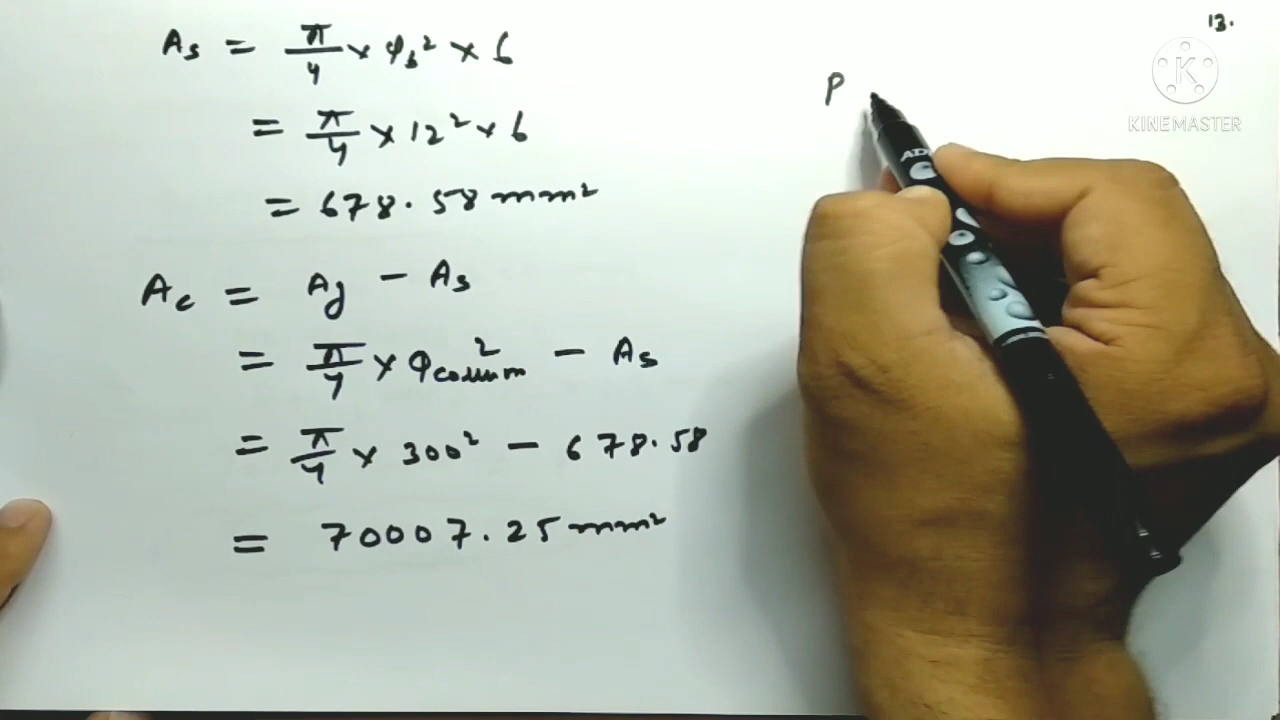 13.
As = π/4 × φs² × 6
= π/4 × 12² × 6
= 678.58 mm²
Ac = Ag - As
= π/4 × φcolumn² - As
= π/4 × 300² - 678.58
= 70007.25 mm²
P
K
KINEMASTER